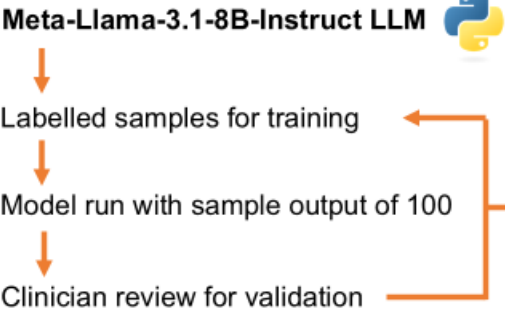 Meta-Llama-3.1-8B-Instruct LLM
Labelled samples for training
Model run with sample output of 100
Clinician review for validation